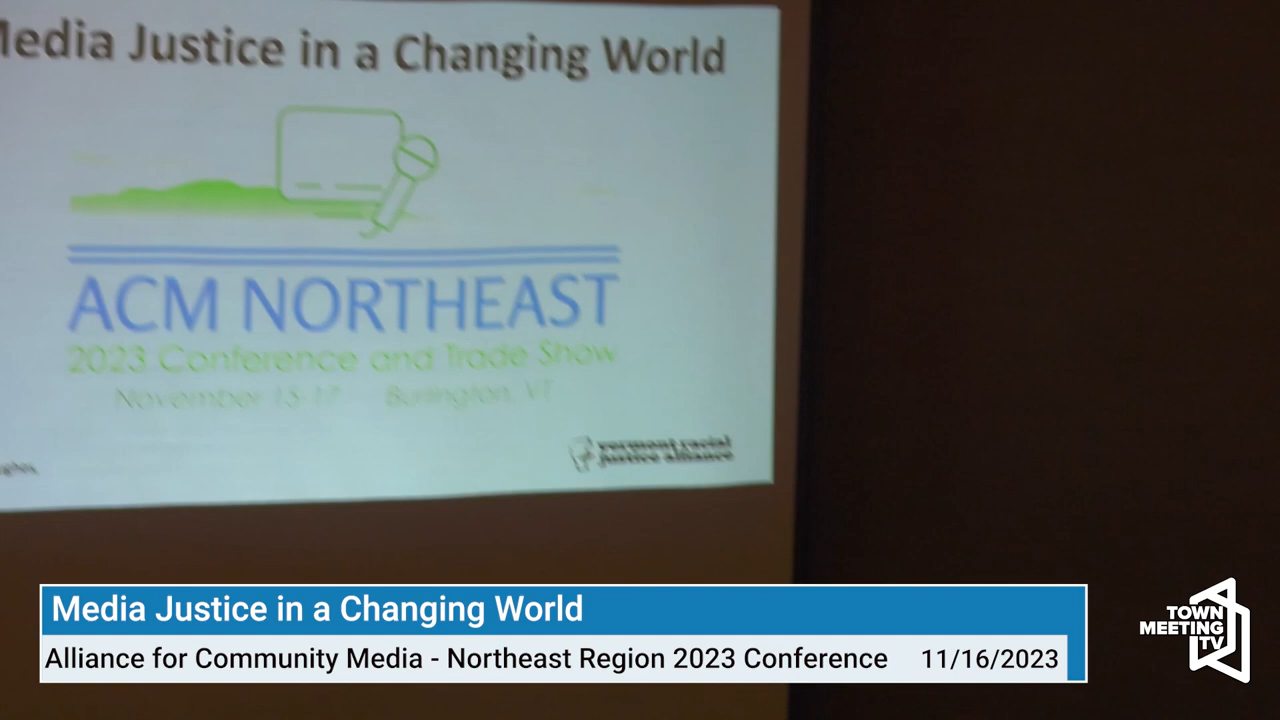 Media Justice in a Changing World
ACM NORTHEAST
2023 Conference and Trade Show
November 15-17 Burlington, VT
vermont racial
justice alliance
Media Justice in a Changing World
Alliance for Community Media - Northeast Region 2023 Conference 11/16/2023
TOWN
MEETING
TV